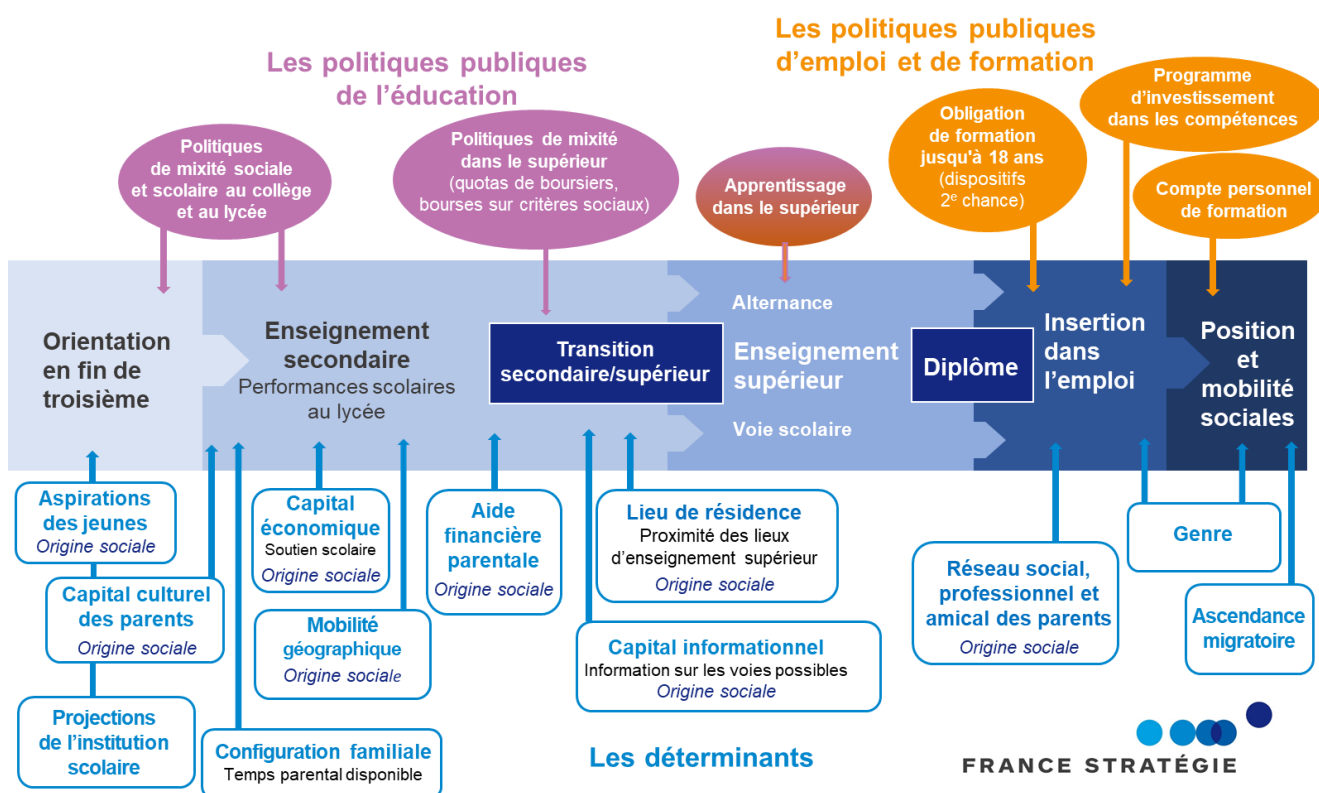 Les politiques publiques
de l'éducation
Les politiques publiques
d'emploi et de formation
Politiques
de mixité sociale
et scolaire au collège
et au lycée
Politiques de mixité
dans le supérieur
(quotas de boursiers,
bourses sur critères sociaux)
Apprentissage
dans le supérieur
Obligation
de formation
jusqu'à 18 ans
(dispositifs
2e chance)
Programme
d'investissement
dans les compétences
Compte personnel
de formation
Orientation
en fin de
troisième
Enseignement
secondaire
Performances scolaires
au lycée
Transition
secondaire/supérieur
Alternance
Enseignement
supérieur
Voie scolaire
Diplôme
Insertion
dans
l'emploi
Position
et
mobilité
sociales
Aspirations
des jeunes
Origine sociale
Capital culturel
des parents
Origine sociale
Projections
de l'institution
scolaire
Configuration familiale
Temps parental disponible
Capital
économique
Soutien scolaire
Origine sociale
Mobilité
géographique
Origine sociale
Aide
financière
parentale
Origine sociale
Lieu de résidence
Proximité des lieux
d'enseignement supérieur
Origine sociale
Capital informationnel
Information sur les voies possibles
Origine sociale
Réseau social,
professionnel et
amical des parents
Origine sociale
Genre
Ascendance
migratoire
Les déterminants
FRANCE STRATÉGIE